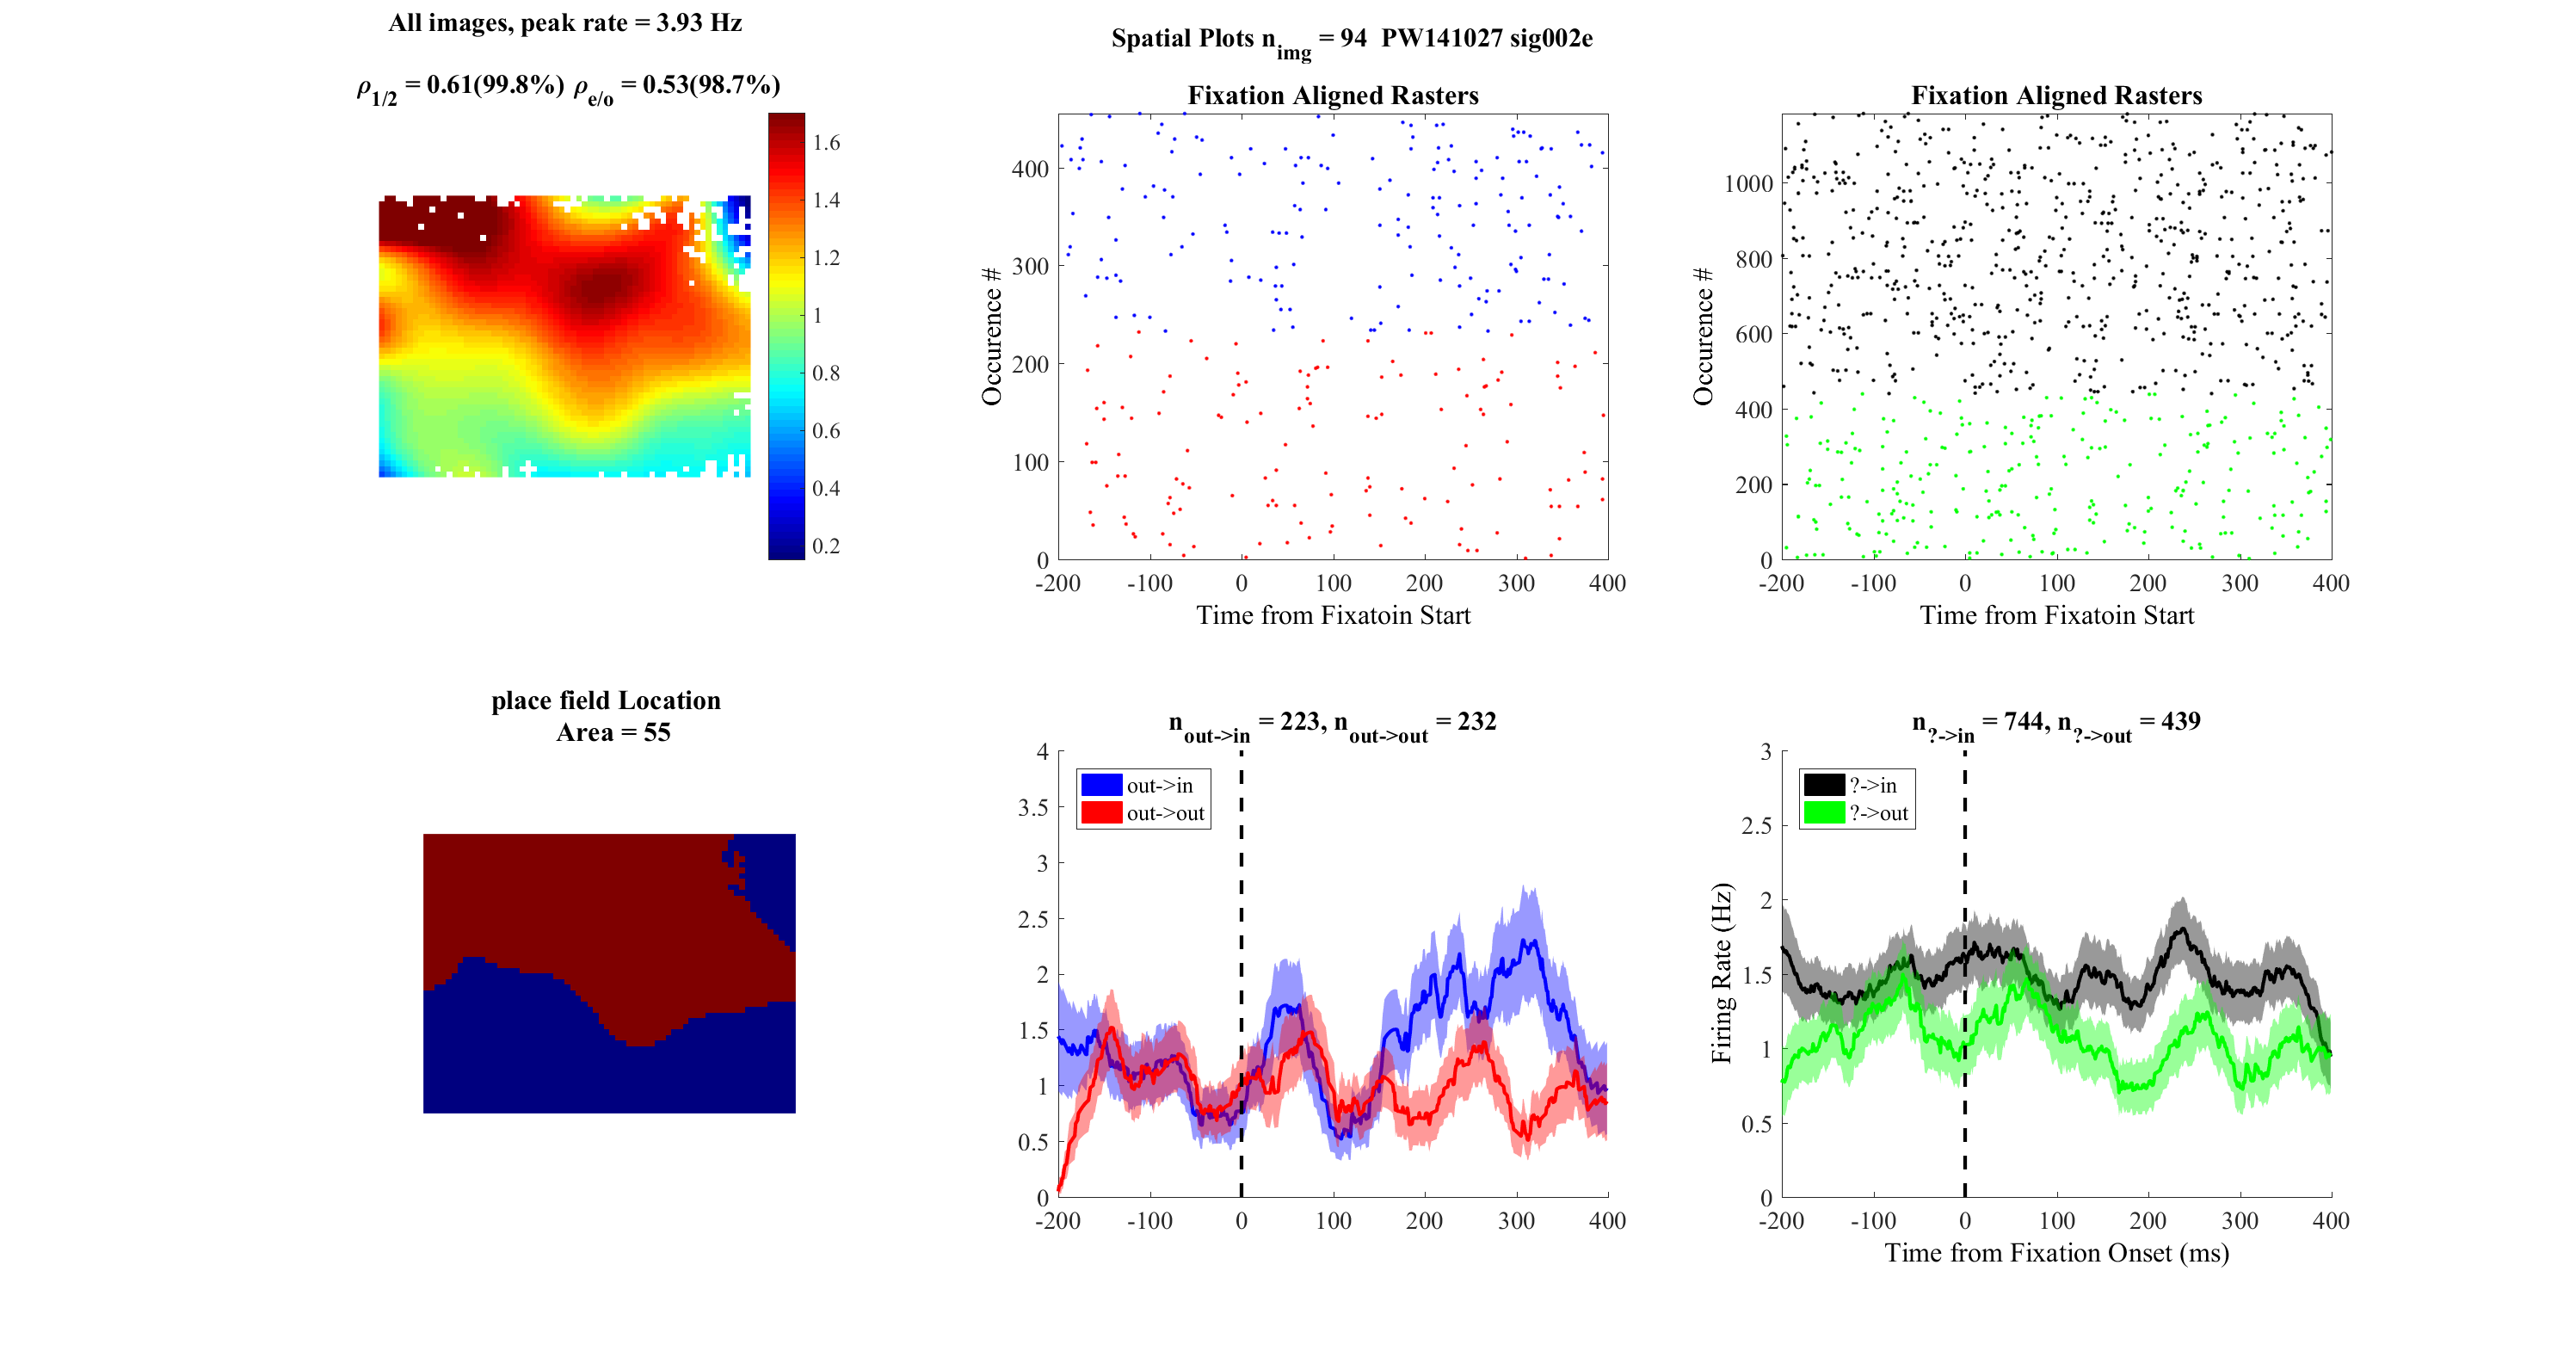 All images, peak rate = 3.93 Hz
ρ1/2 = 0.61(99.8%) ρe/o = 0.53(98.7%)
1.6
1.4
1.2
1
0.8
0.6
0.4
0.2
Spatial Plots nimg = 94 PW141027 sig002e
Fixation Aligned Rasters
Occurence #
400
300
200
100
0
-200 -100 0 100 200 300 400
Time from Fixatoin Start
Fixation Aligned Rasters
Occurence #
1000
800
600
400
200
0
-200 -100 0 100 200 300 400
Time from Fixatoin Start
place field Location
Area = 55
nout->in = 223, nout->out = 232
4
3.5
3
2.5
2
1.5
1
0.5
0
out->in
out->out
-200 -100 0 100 200 300 400
n?->in = 744, n?->out = 439
Firing Rate (Hz)
3
2.5
2
1.5
1
0.5
0
?->in
?->out
-200 -100 0 100 200 300 400
Time from Fixation Onset (ms)